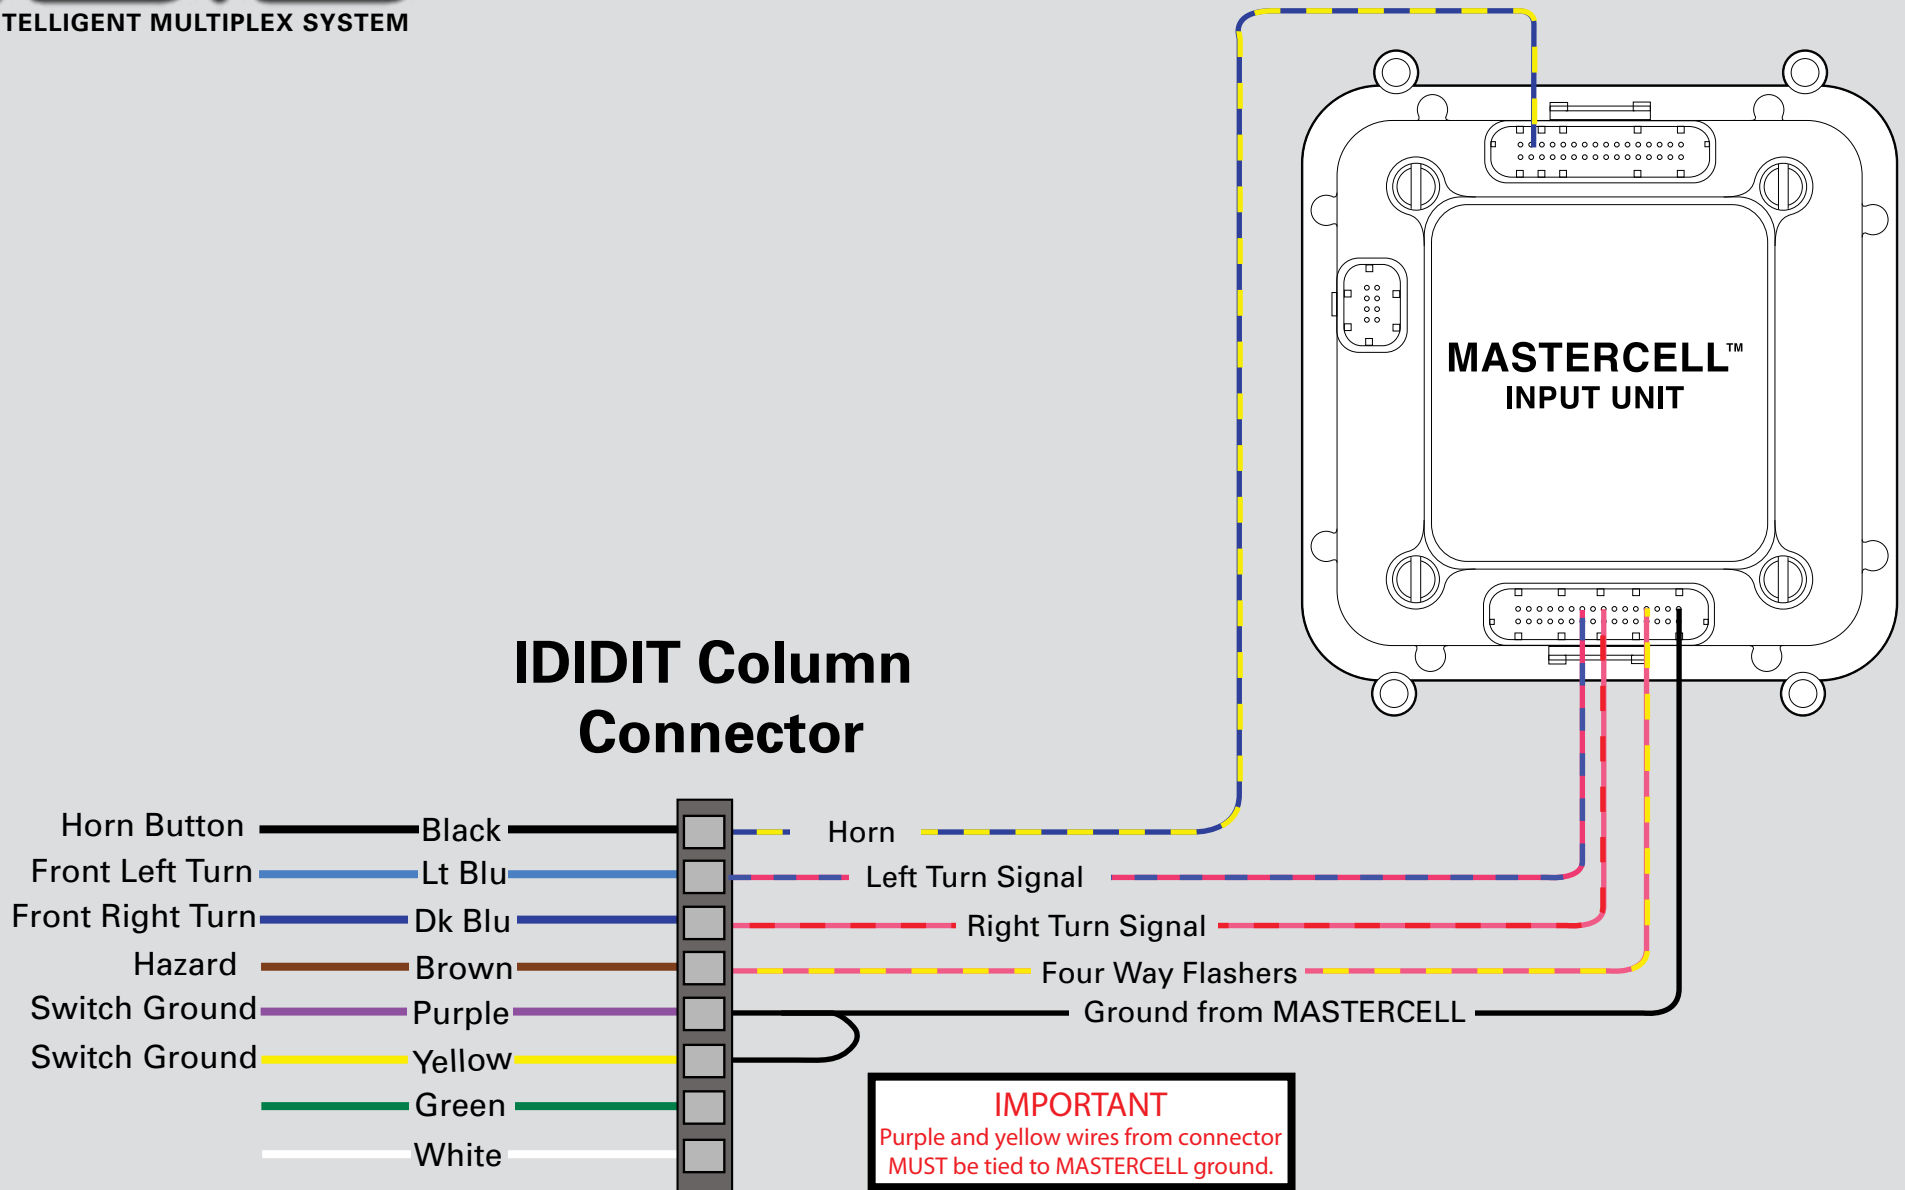 TELLIGENT MULTIPLEX SYSTEM
MASTERCELL™
INPUT UNIT
IDIDIT Column
Connector
Horn Button Black Horn
Front Left Turn Lt Blu Left Turn Signal
Front Right Turn Dk Blu Right Turn Signal
Hazard Brown Four Way Flashers
Switch Ground Purple Ground from MASTERCELL
Switch Ground Yellow
Green
White
IMPORTANT
Purple and yellow wires from connector
MUST be tied to MASTERCELL ground.